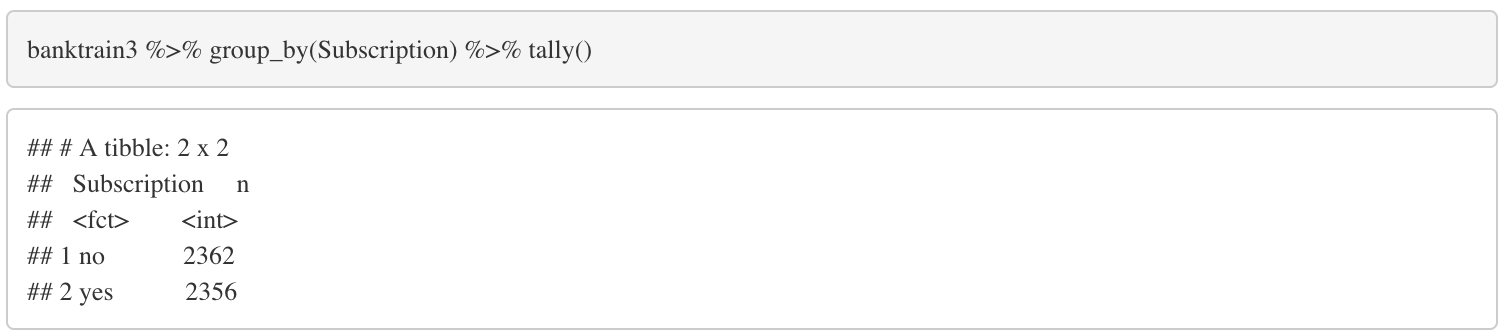 banktrain3 %>% group_by(Subscription) %>% tally()
## # A tibble: 2 x 2
##   Subscription     n
##   <fct>        <int>
## 1 no            2362
## 2 yes           2356